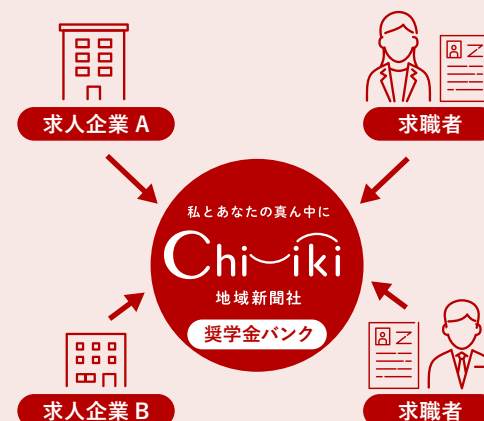 求人企業 A
求職者
私とあなたの真ん中に
Chi〜iki
地域新聞社
奨学金バンク
求人企業 B
求職者